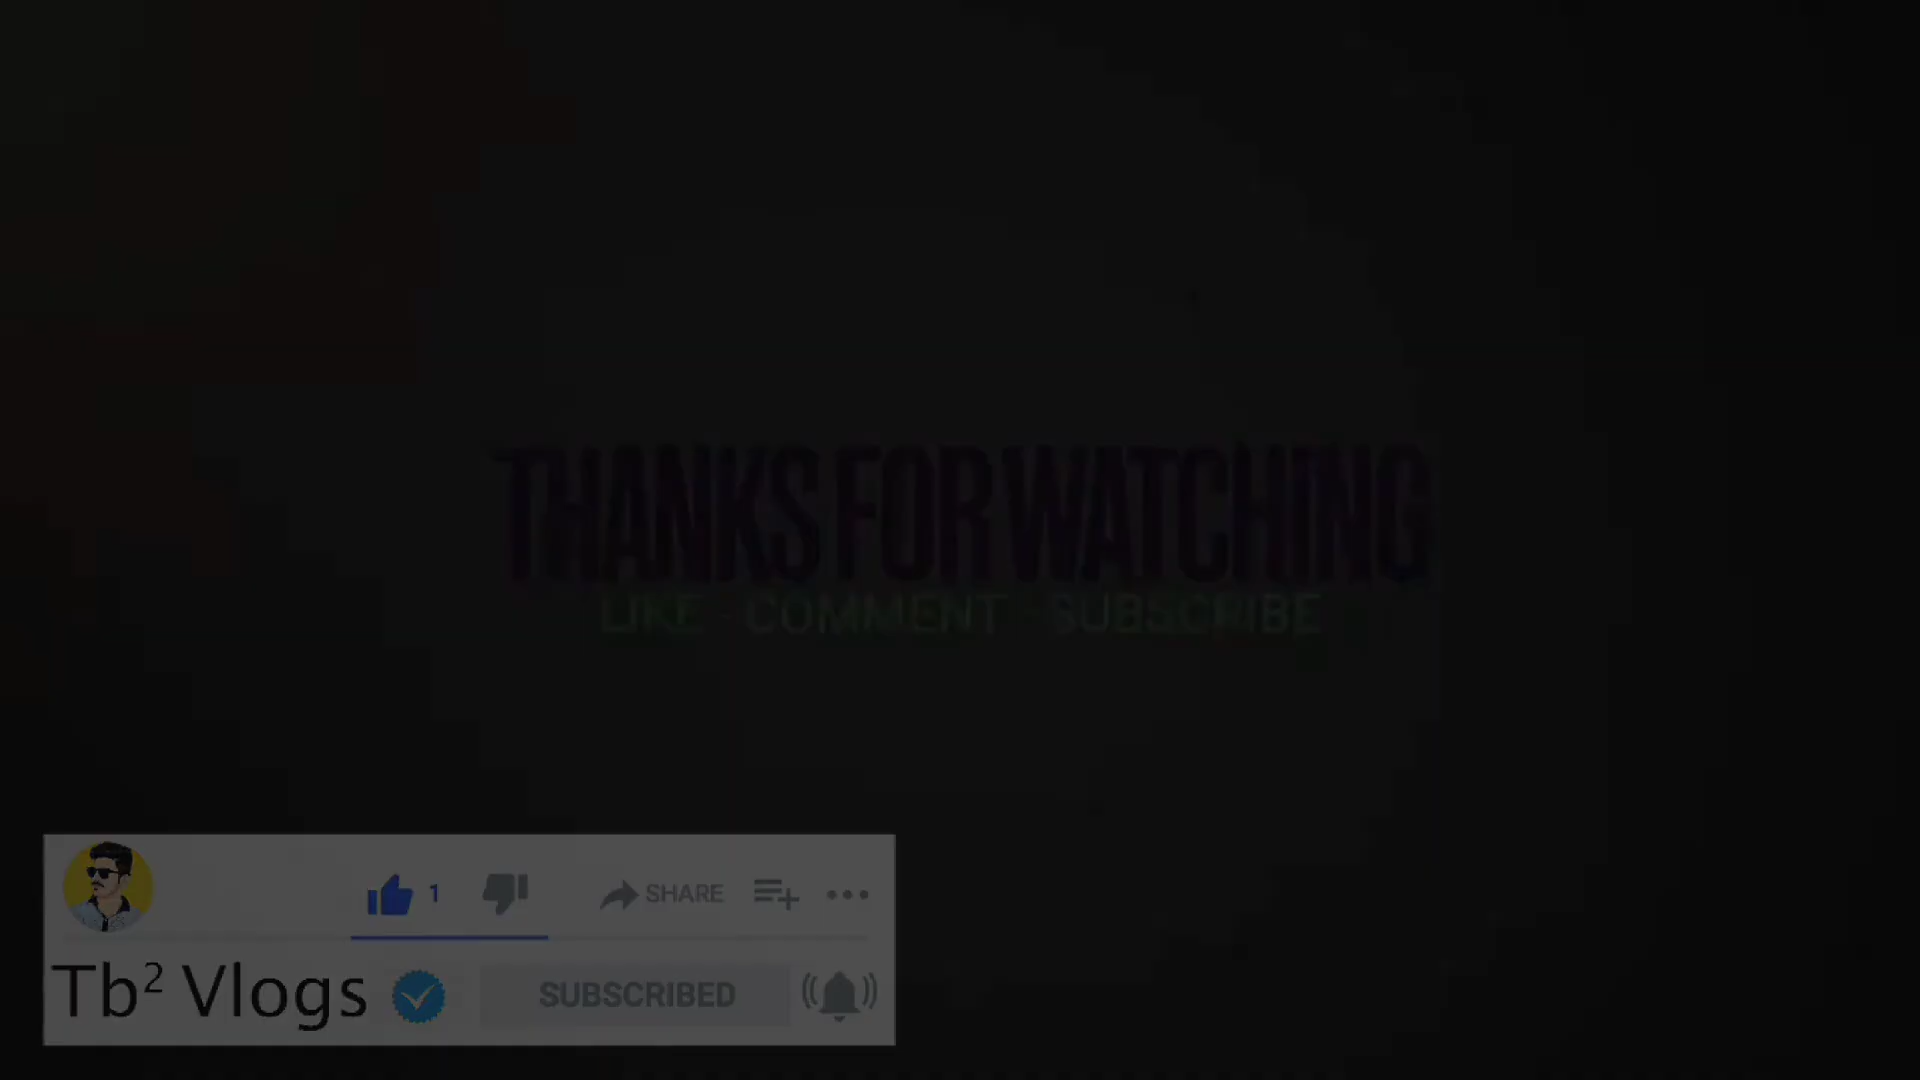 THANKS FOR WATCHING
LIKE - COMMENT - SUBSCRIBE
1 SHARE
Tb² Vlogs SUBSCRIBED